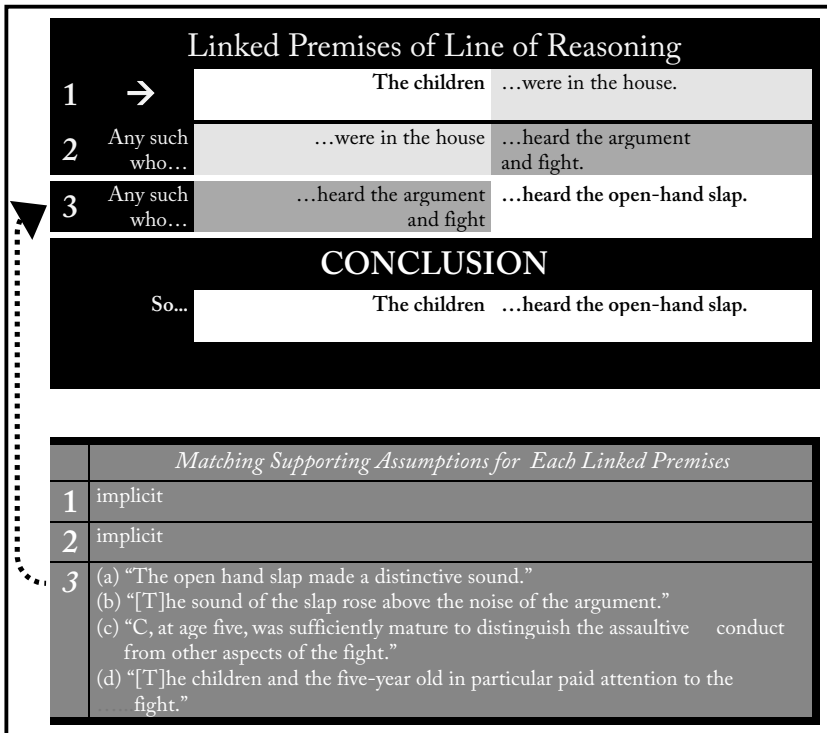 Linked Premises of Line of Reasoning
1 → The children …were in the house.
2 Any such …were in the house …heard the argument
who… and fight.
3 Any such …heard the argument …heard the open-hand slap.
who… and fight
CONCLUSION
So... The children …heard the open-hand slap.
Matching Supporting Assumptions for Each Linked Premises
1 implicit
2 implicit
3 (a) “The open hand slap made a distinctive sound.”
(b) “[T]he sound of the slap rose above the noise of the argument.”
(c) “C, at age five, was sufficiently mature to distinguish the assaultive conduct
from other aspects of the fight.”
(d) “[T]he children and the five-year old in particular paid attention to the
……fight.”